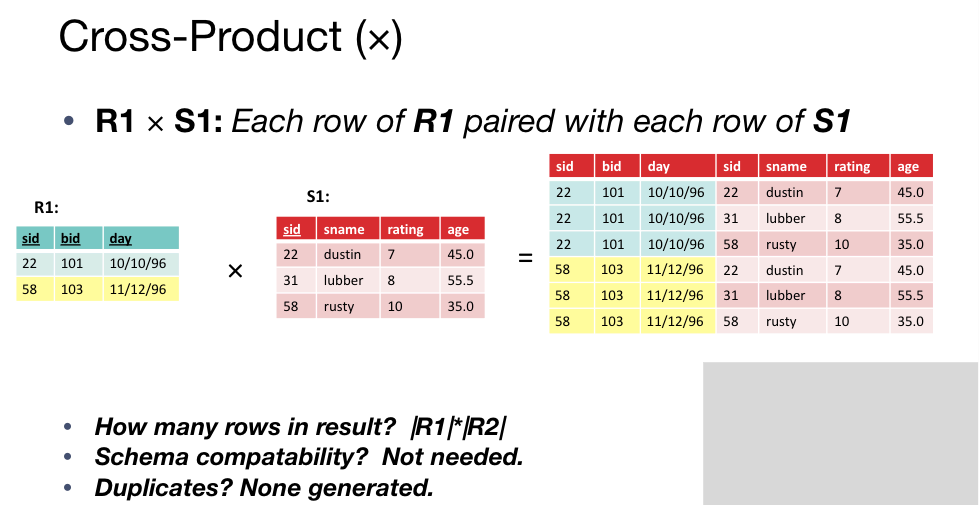 Cross-Product (×)
• R1 × S1: Each row of R1 paired with each row of S1
R1:
sid bid day
22 101 10/10/96
58 103 11/12/96
×
S1:
sid sname rating age
22 dustin 7 45.0
31 lubber 8 55.5
58 rusty 10 35.0
=
sid bid day sid sname rating age
22 101 10/10/96 22 dustin 7 45.0
22 101 10/10/96 31 lubber 8 55.5
22 101 10/10/96 58 rusty 10 35.0
58 103 11/12/96 22 dustin 7 45.0
58 103 11/12/96 31 lubber 8 55.5
58 103 11/12/96 58 rusty 10 35.0
• How many rows in result? |R1|*|R2|
• Schema compatability? Not needed.
• Duplicates? None generated.